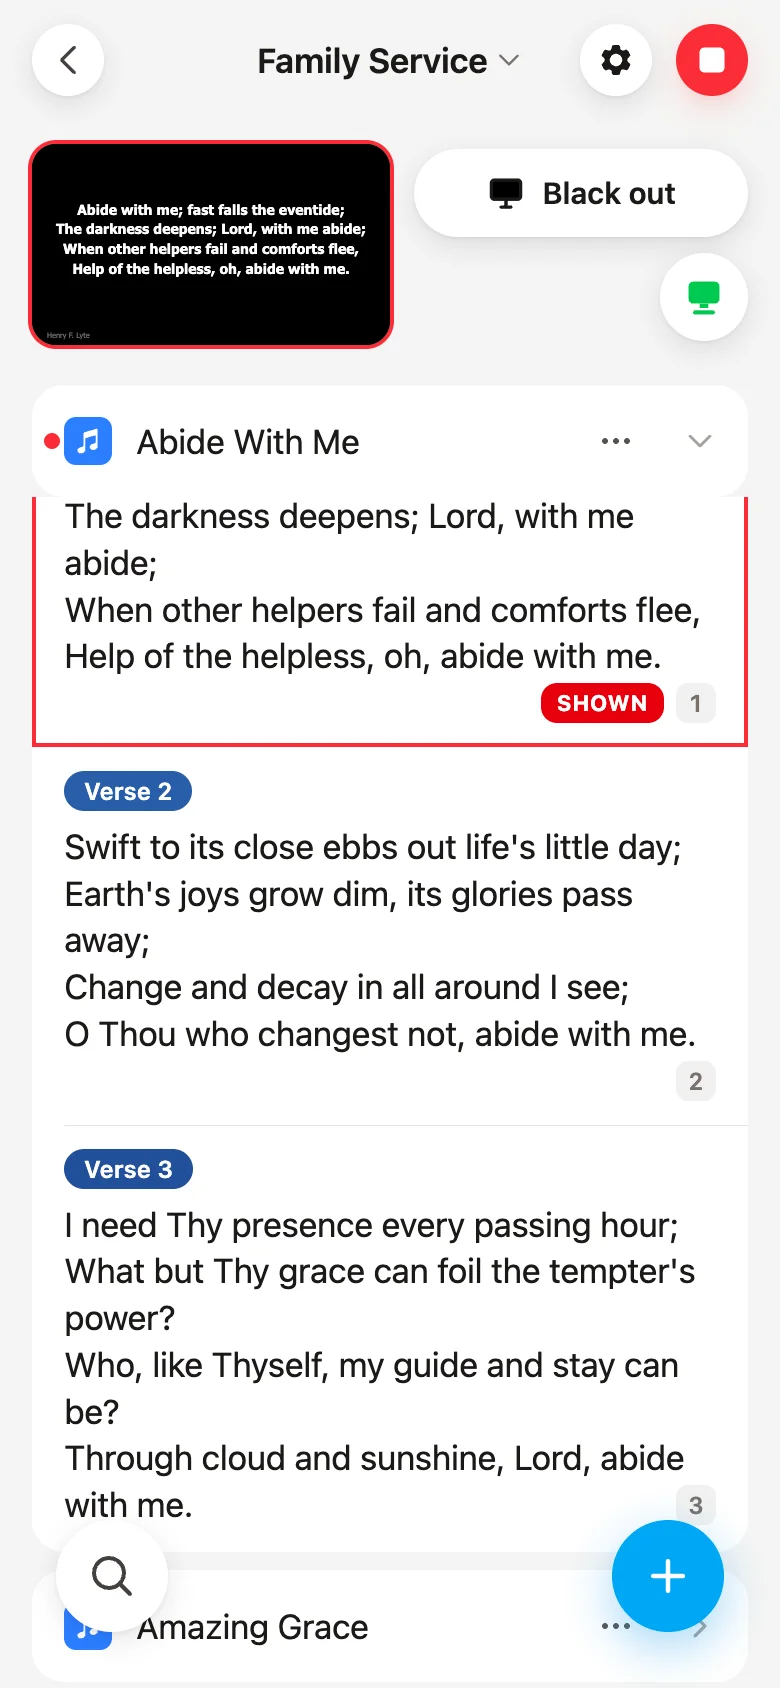 Family Service
Abide with me; fast falls the eventide;
The darkness deepens; Lord, with me abide;
When other helpers fail and comforts flee,
Help of the helpless, oh, abide with me.
Henry F. Lyte
Black out
Abide With Me
The darkness deepens; Lord, with me
abide;
When other helpers fail and comforts flee,
Help of the helpless, oh, abide with me.
SHOWN 1
Verse 2
Swift to its close ebbs out life's little day;
Earth's joys grow dim, its glories pass
away;
Change and decay in all around I see;
O Thou who changest not, abide with me.
2
Verse 3
I need Thy presence every passing hour;
What but Thy grace can foil the tempter's
power?
Who, like Thyself, my guide and stay can
be?
Through cloud and sunshine, Lord, abide
with me.
3
Amazing Grace